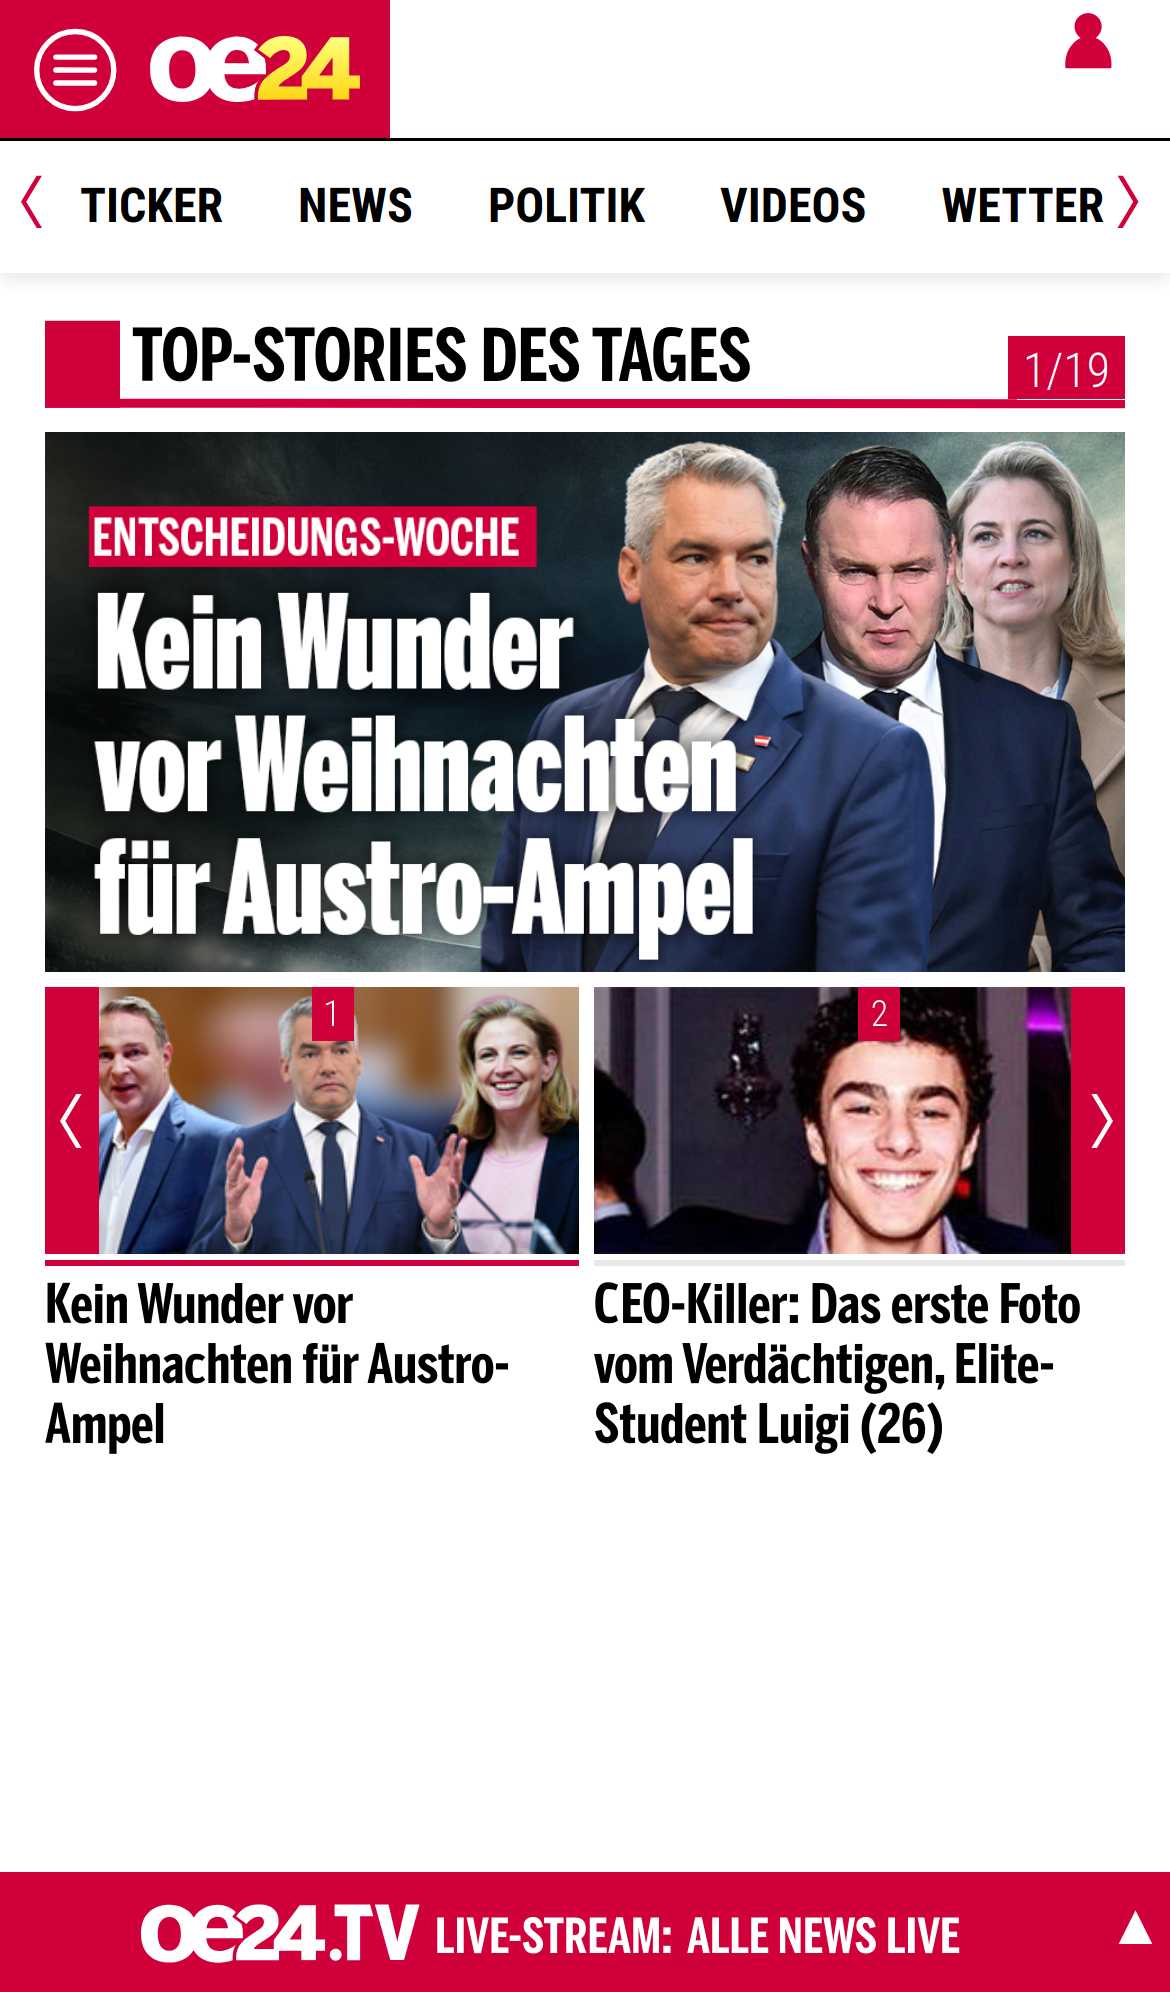 oe24
TICKER NEWS POLITIK VIDEOS WETTER
TOP-STORIES DES TAGES
1/19
ENTSCHEIDUNGS-WOCHE
Kein Wunder
vor Weihnachten
für Austro-Ampel
1
Kein Wunder vor
Weihnachten für Austro-
Ampel
2
CEO-Killer: Das erste Foto
vom Verdächtigen, Elite-
Student Luigi (26)
oe24.TV LIVE-STREAM: ALLE NEWS LIVE